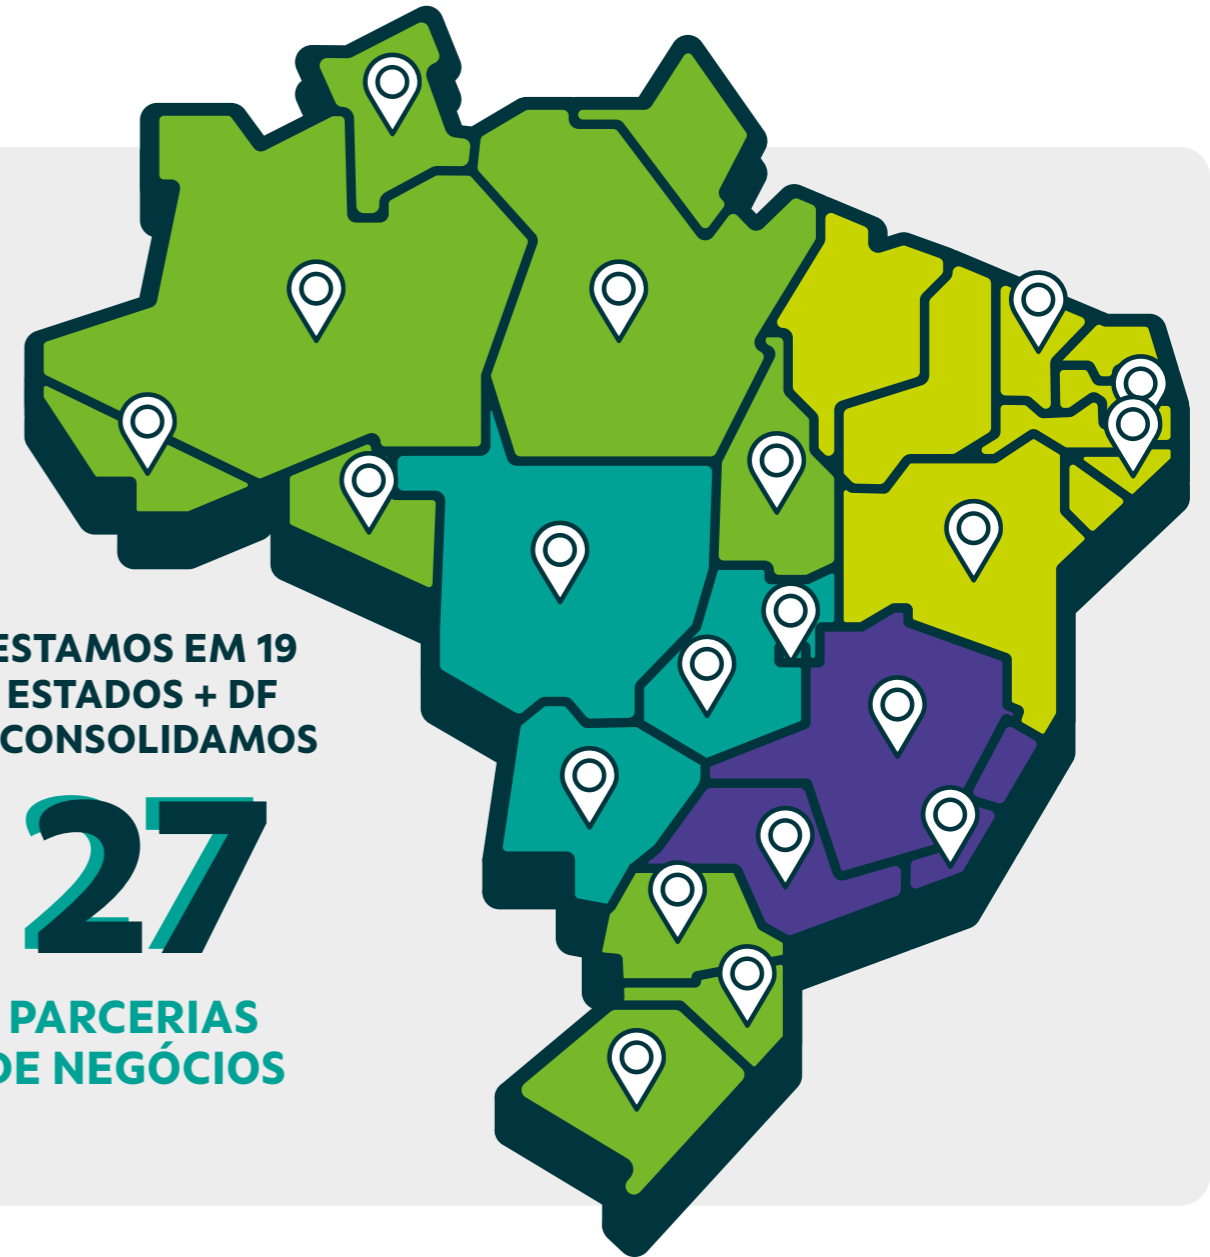 ESTAMOS EM 19
ESTADOS + DF
CONSOLIDAMOS
27
PARCERIAS
DE NEGÓCIOS